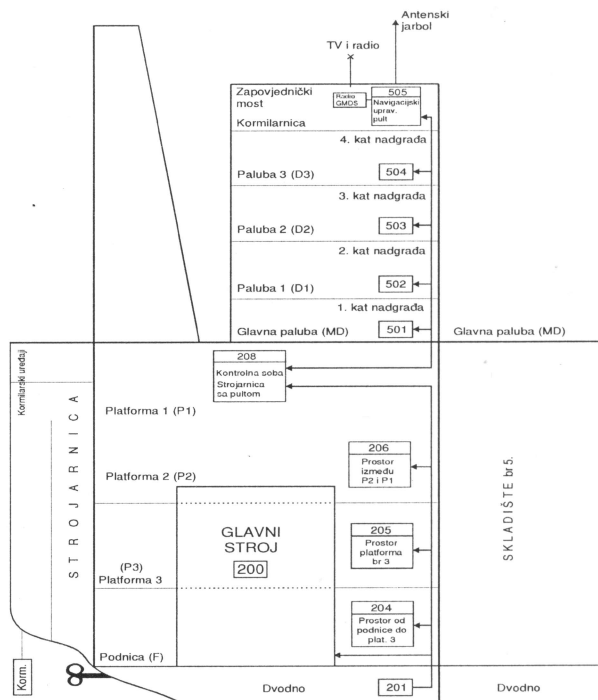 Antenski
jarbol
TV i radio
Zapovjednički
most
Radio
GMDS
505
Navigacijski
uprav.
pult
Kormilarnica
4. kat nadgrađa
Paluba 3 (D3)
504
3. kat nadgrađa
Paluba 2 (D2)
503
2. kat nadgrađa
Paluba 1 (D1)
502
1. kat nadgrađa
Glavna paluba (MD)
501
Glavna paluba (MD)
208
Kontrolna soba
Strojarnica
sa pultom
Kormilarski uređaji
STROJARNICA
Platforma 1 (P1)
206
Prostor
između
P2 i P1
Platforma 2 (P2)
SKLADIŠTE br 5.
GLAVNI
STROJ
200
205
Prostor
platforma
br 3
(P3)
Platforma 3
204
Prostor od
podnice do
plat. 3
Podnica (F)
Korm.
Dvodno
201
Dvodno